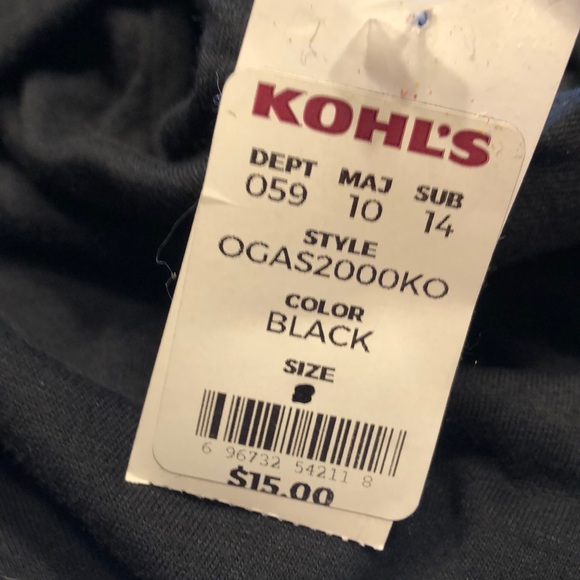 KOHL'S
DEPT MAJ SUB
059 10 14
STYLE
OGAS2000KO
COLOR
BLACK
SIZE
6 96732 54211 8
$15.00